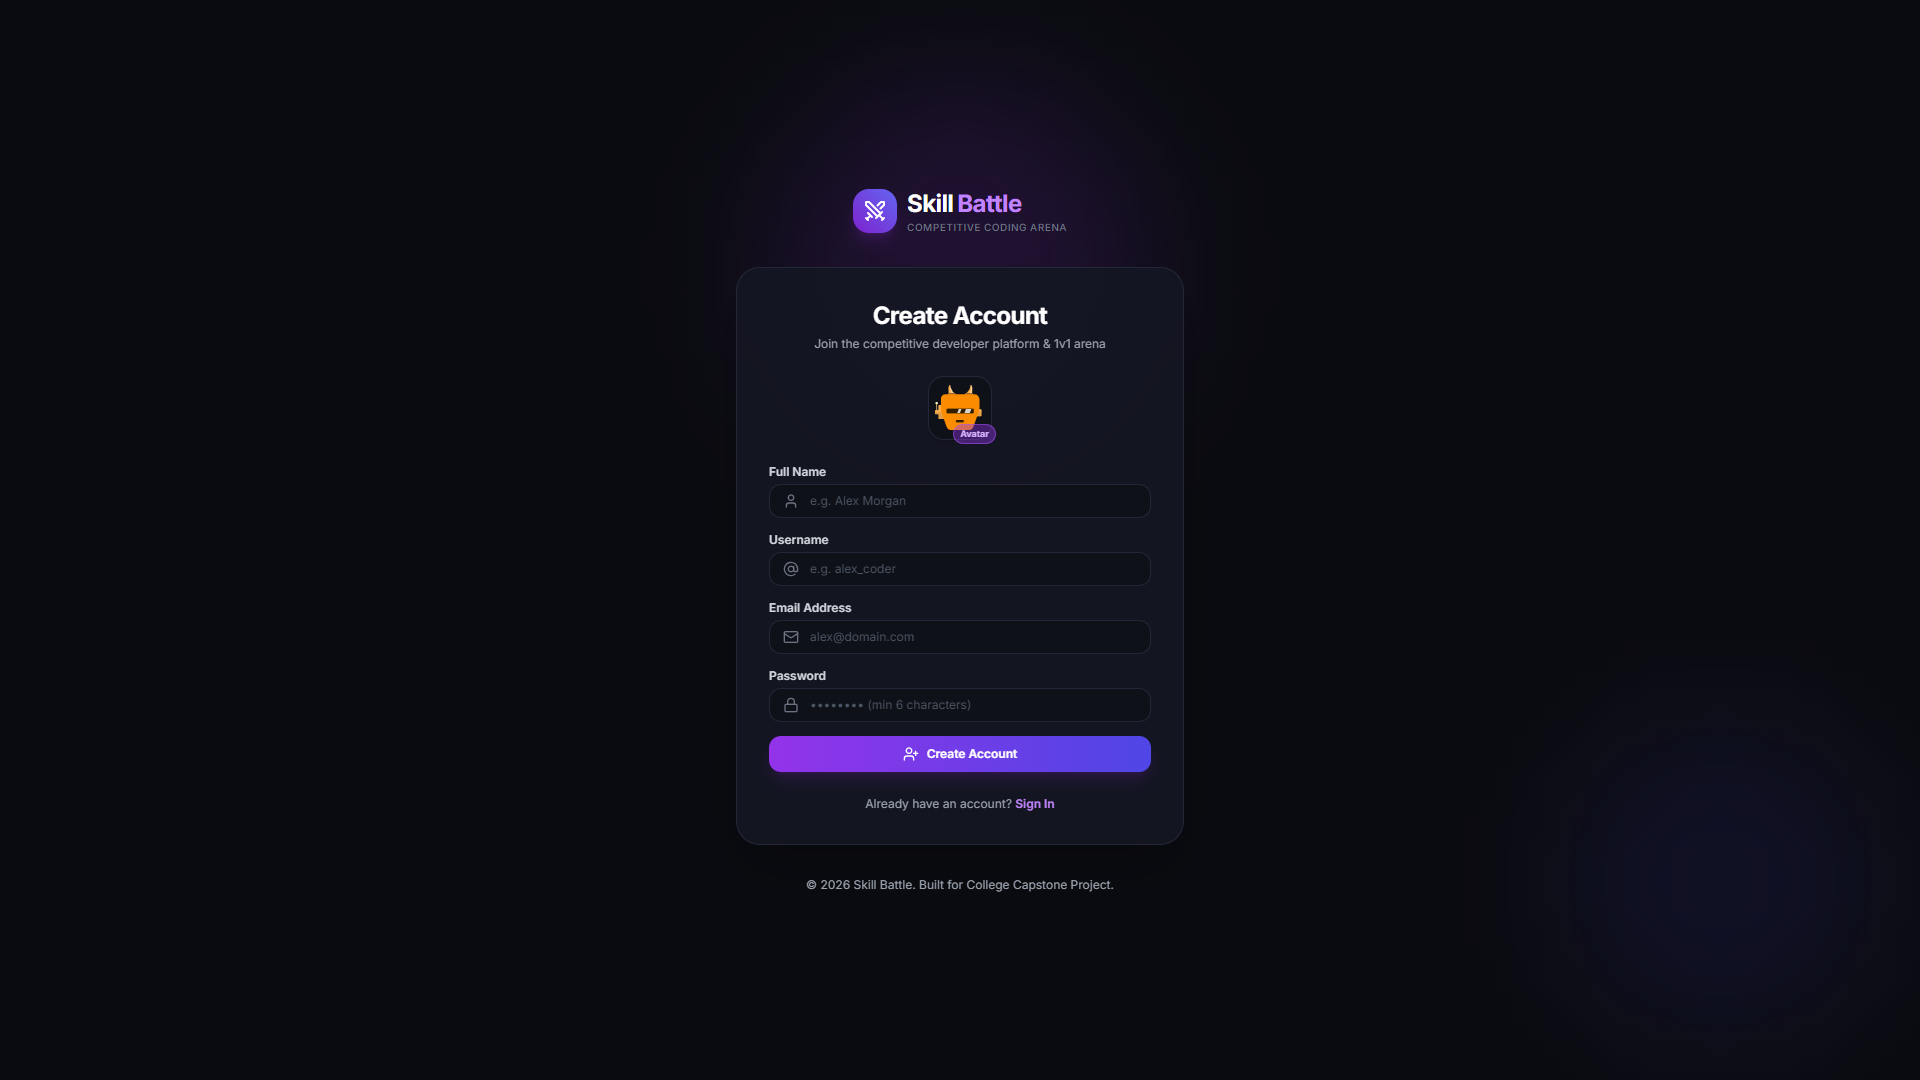 Skill Battle
COMPETITIVE CODING ARENA
Create Account
Join the competitive developer platform & 1v1 arena
Avatar
Full Name
e.g. Alex Morgan
Username
e.g. alex_coder
Email Address
alex@domain.com
Password
•••••••• (min 6 characters)
Create Account
Already have an account? Sign In
© 2026 Skill Battle. Built for College Capstone Project.